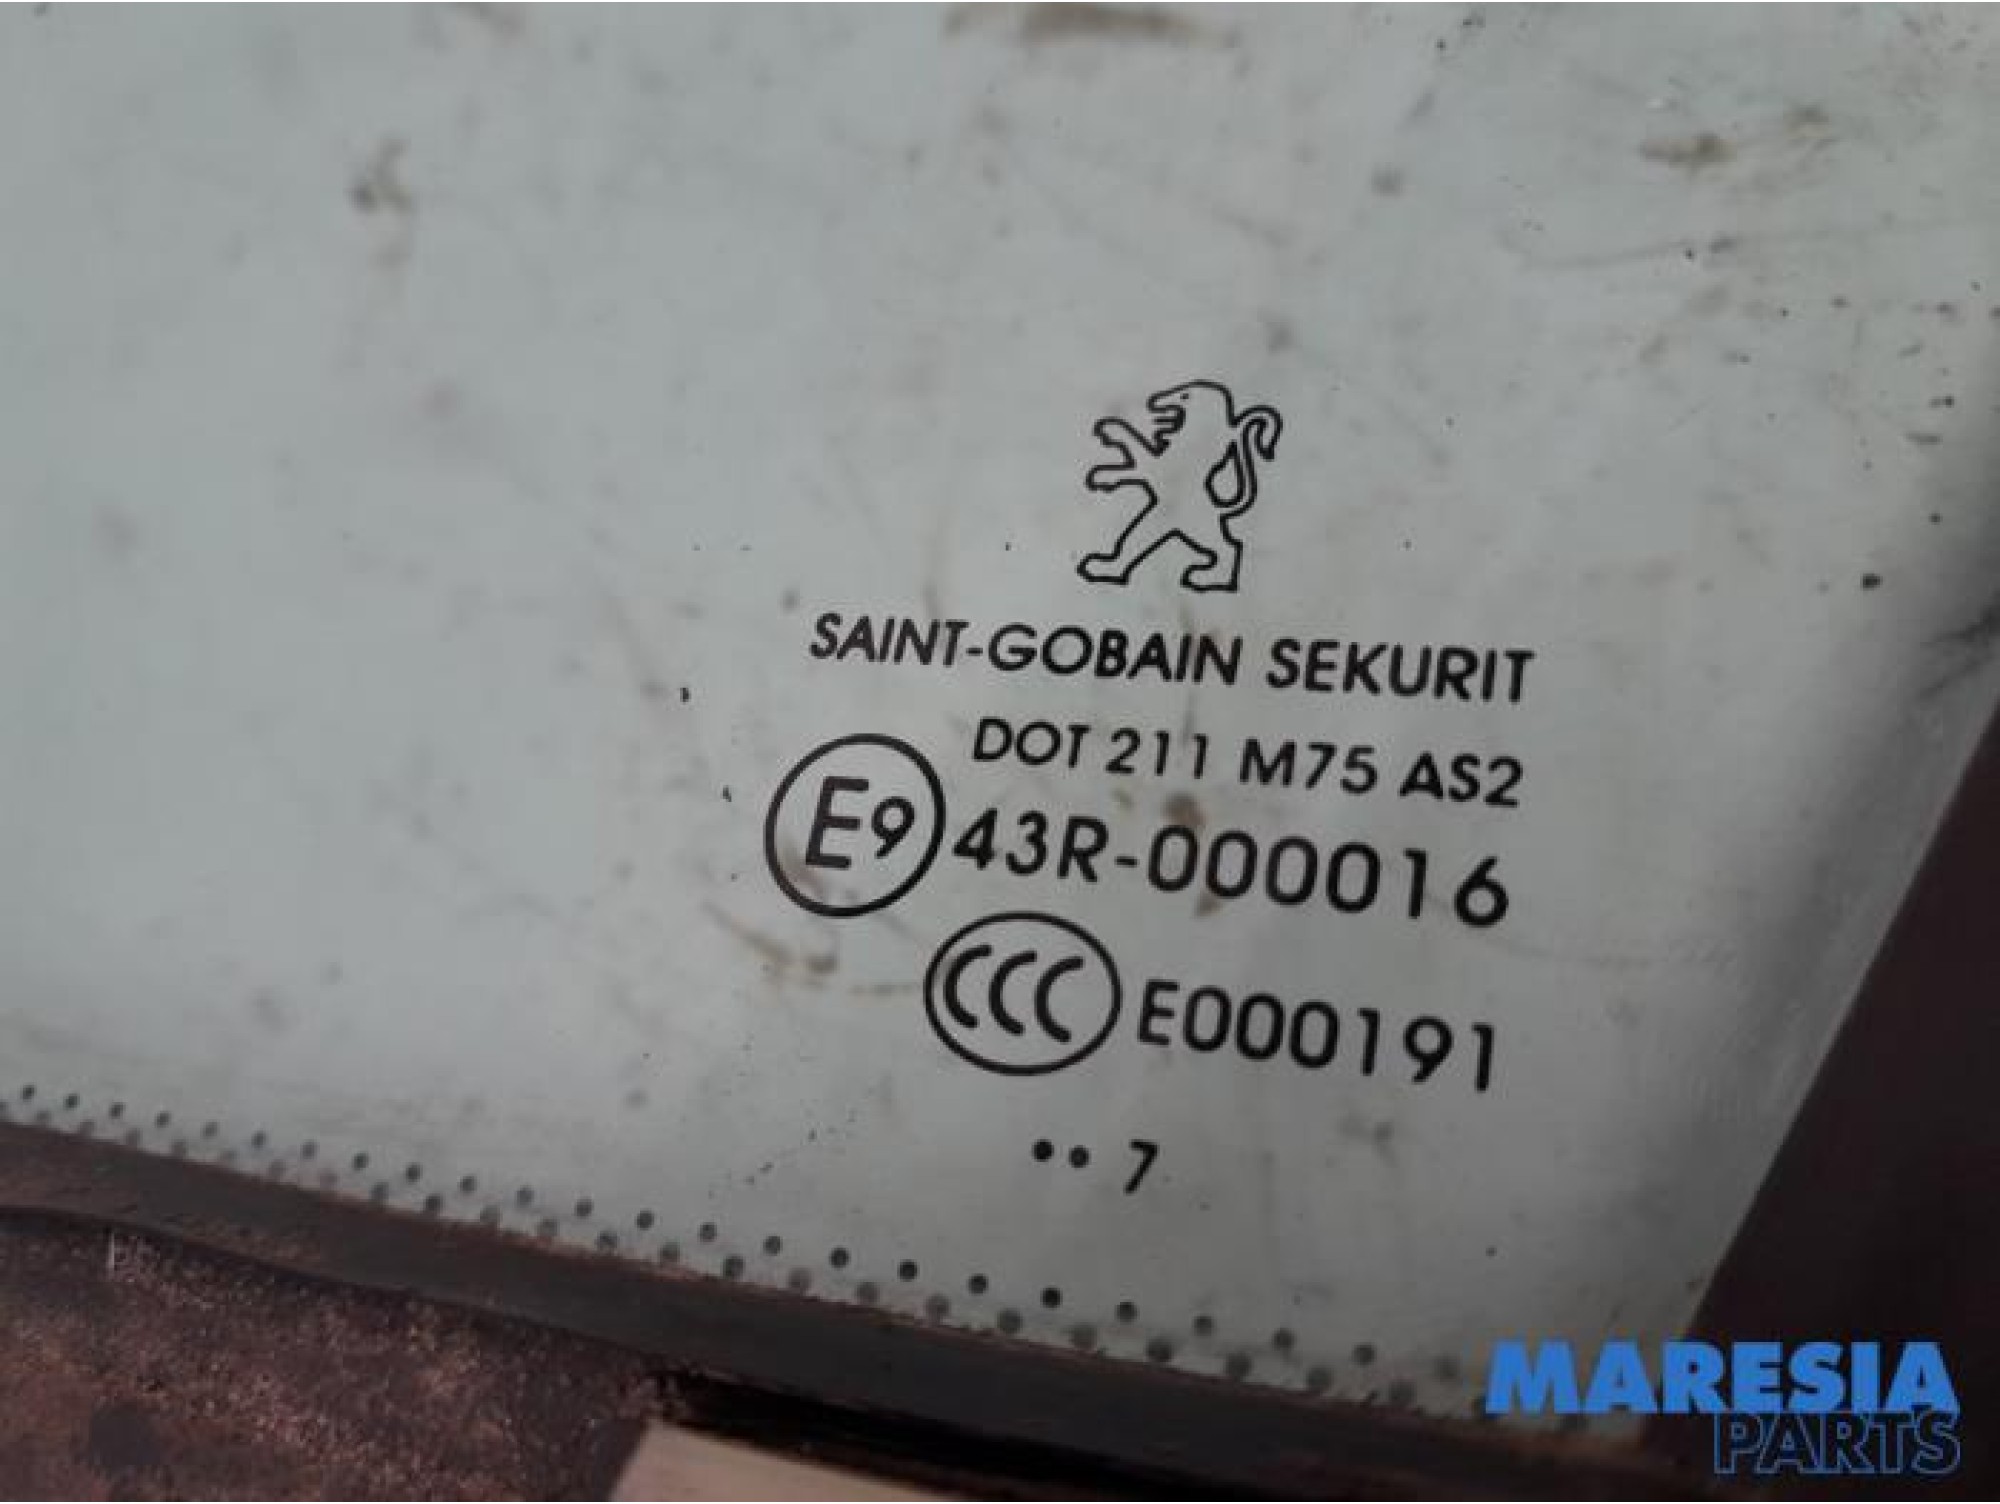 SAINT-GOBAIN SEKURIT
DOT 211 M75 AS2
E9 43R-000016
CCC E000191
•• 7
MARESIA
PARTS